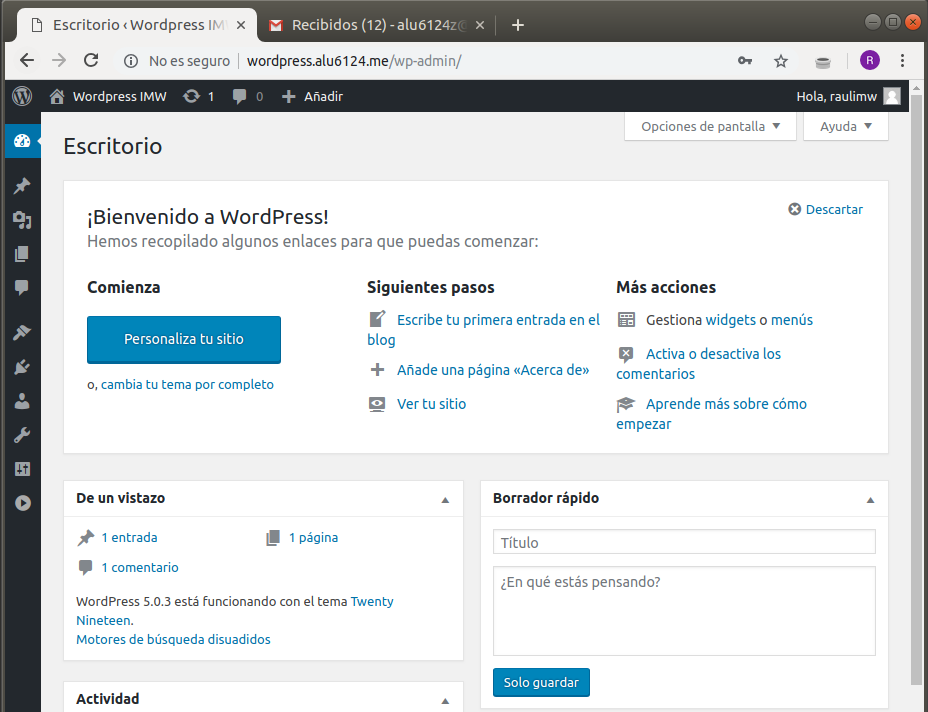 Escritorio ‹ Wordpress IM
Recibidos (12) - alu6124z@
No es seguro
wordpress.alu6124.me/wp-admin/
R
Wordpress IMW
1
0
Añadir
Hola, raulimw
Opciones de pantalla
Ayuda
Escritorio
¡Bienvenido a WordPress!
Descartar
Hemos recopilado algunos enlaces para que puedas comenzar:
Comienza
Personaliza tu sitio
o, cambia tu tema por completo
Siguientes pasos
Escribe tu primera entrada en el
blog
Añade una página «Acerca de»
Ver tu sitio
Más acciones
Gestiona widgets o menús
Activa o desactiva los
comentarios
Aprende más sobre cómo
empezar
De un vistazo
1 entrada
1 página
1 comentario
WordPress 5.0.3 está funcionando con el tema Twenty
Nineteen.
Motores de búsqueda disuadidos
Actividad
Borrador rápido
Título
¿En qué estás pensando?
Solo guardar